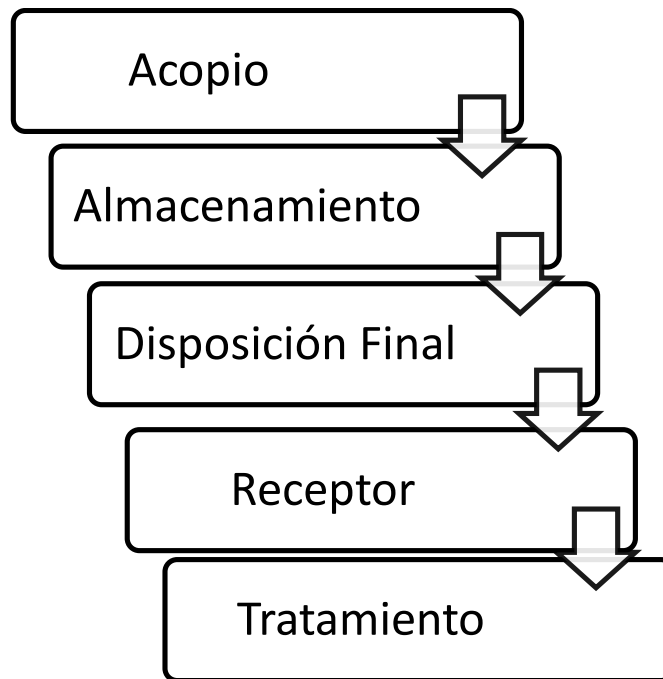 Acopio
Almacenamiento
Disposición Final
Receptor
Tratamiento